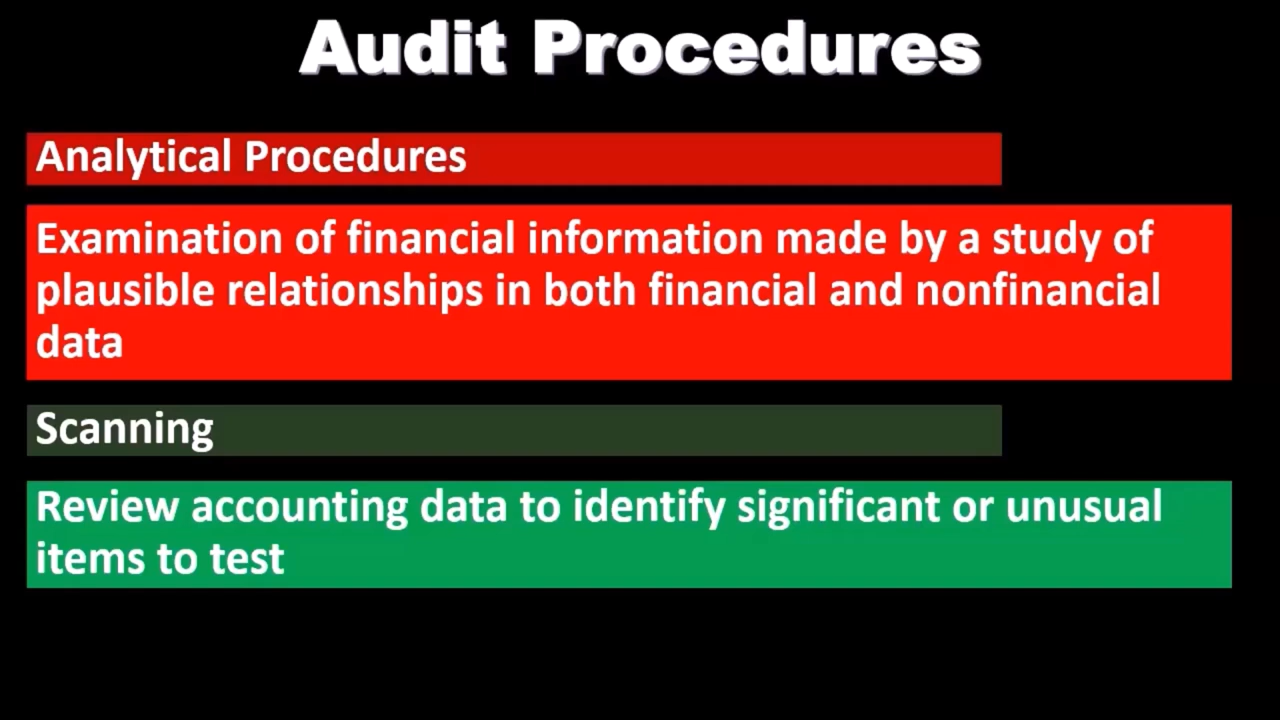 Audit Procedures
Analytical Procedures
Examination of financial information made by a study of
plausible relationships in both financial and nonfinancial
data
Scanning
Review accounting data to identify significant or unusual
items to test